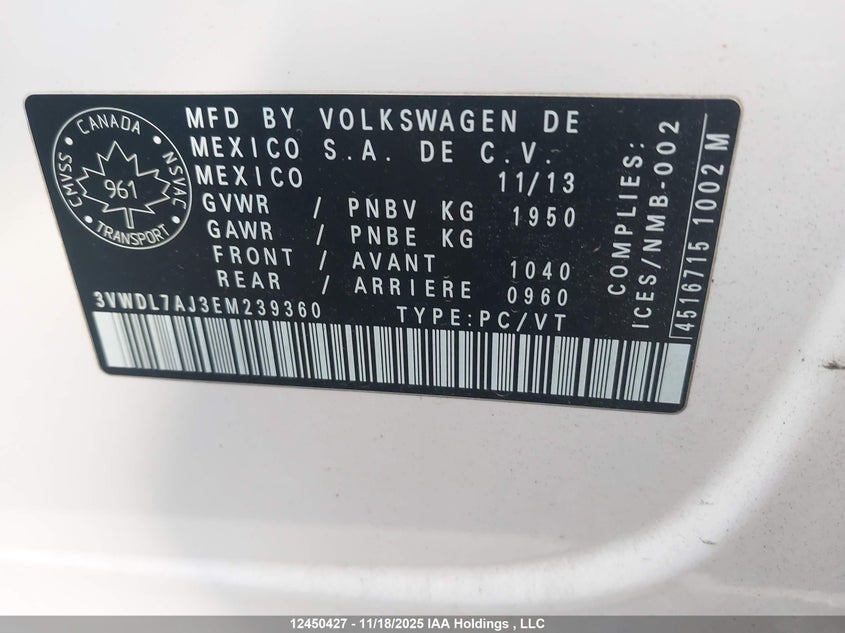 CANADA
CMVSS
NSVAC
961
TRANSPORT
MFD BY VOLKSWAGEN DE
MEXICO S.A. DE C.V.
MEXICO 11/13
GVWR / PNBV KG 1950
GAWR / PNBE KG
FRONT / AVANT 1040
REAR / ARRIERE 0960
3VWDL7AJ3EM239360 TYPE:PC/VT
COMPLIES:
ICES/NMB-002
4516715 1002 M
12450427 - 11/18/2025 IAA Holdings , LLC